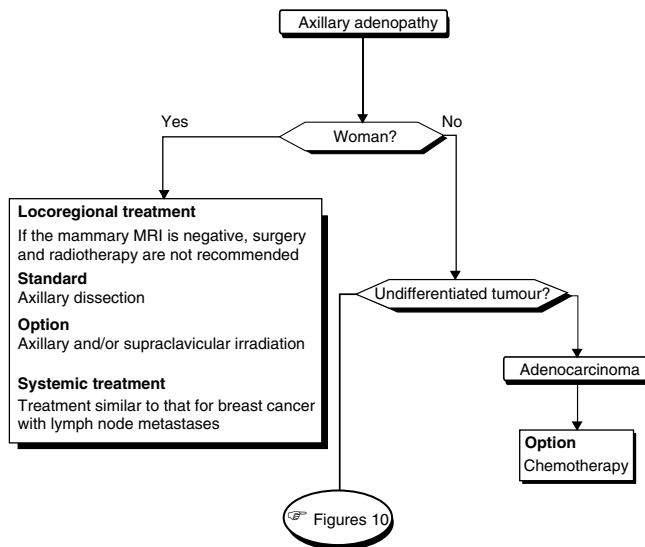 Axillary adenopathy
Yes
Woman?
No
Locoregional treatment
If the mammary MRI is negative, surgery
and radiotherapy are not recommended
Standard
Axillary dissection
Option
Axillary and/or supraclavicular irradiation
Systemic treatment
Treatment similar to that for breast cancer
with lymph node metastases
Undifferentiated tumour?
Adenocarcinoma
Option
Chemotherapy
☞ Figures 10